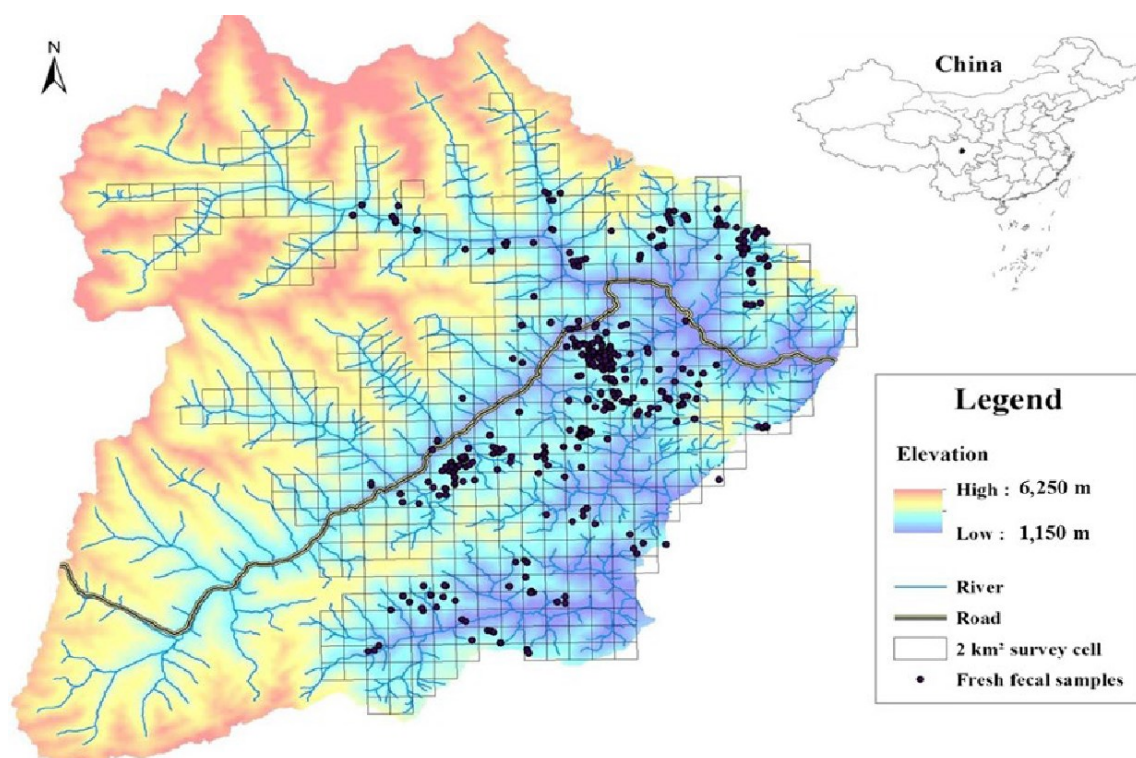 N
China
Legend
Elevation
High : 6,250 m
Low : 1,150 m
River
Road
2 km² survey cell
Fresh fecal samples